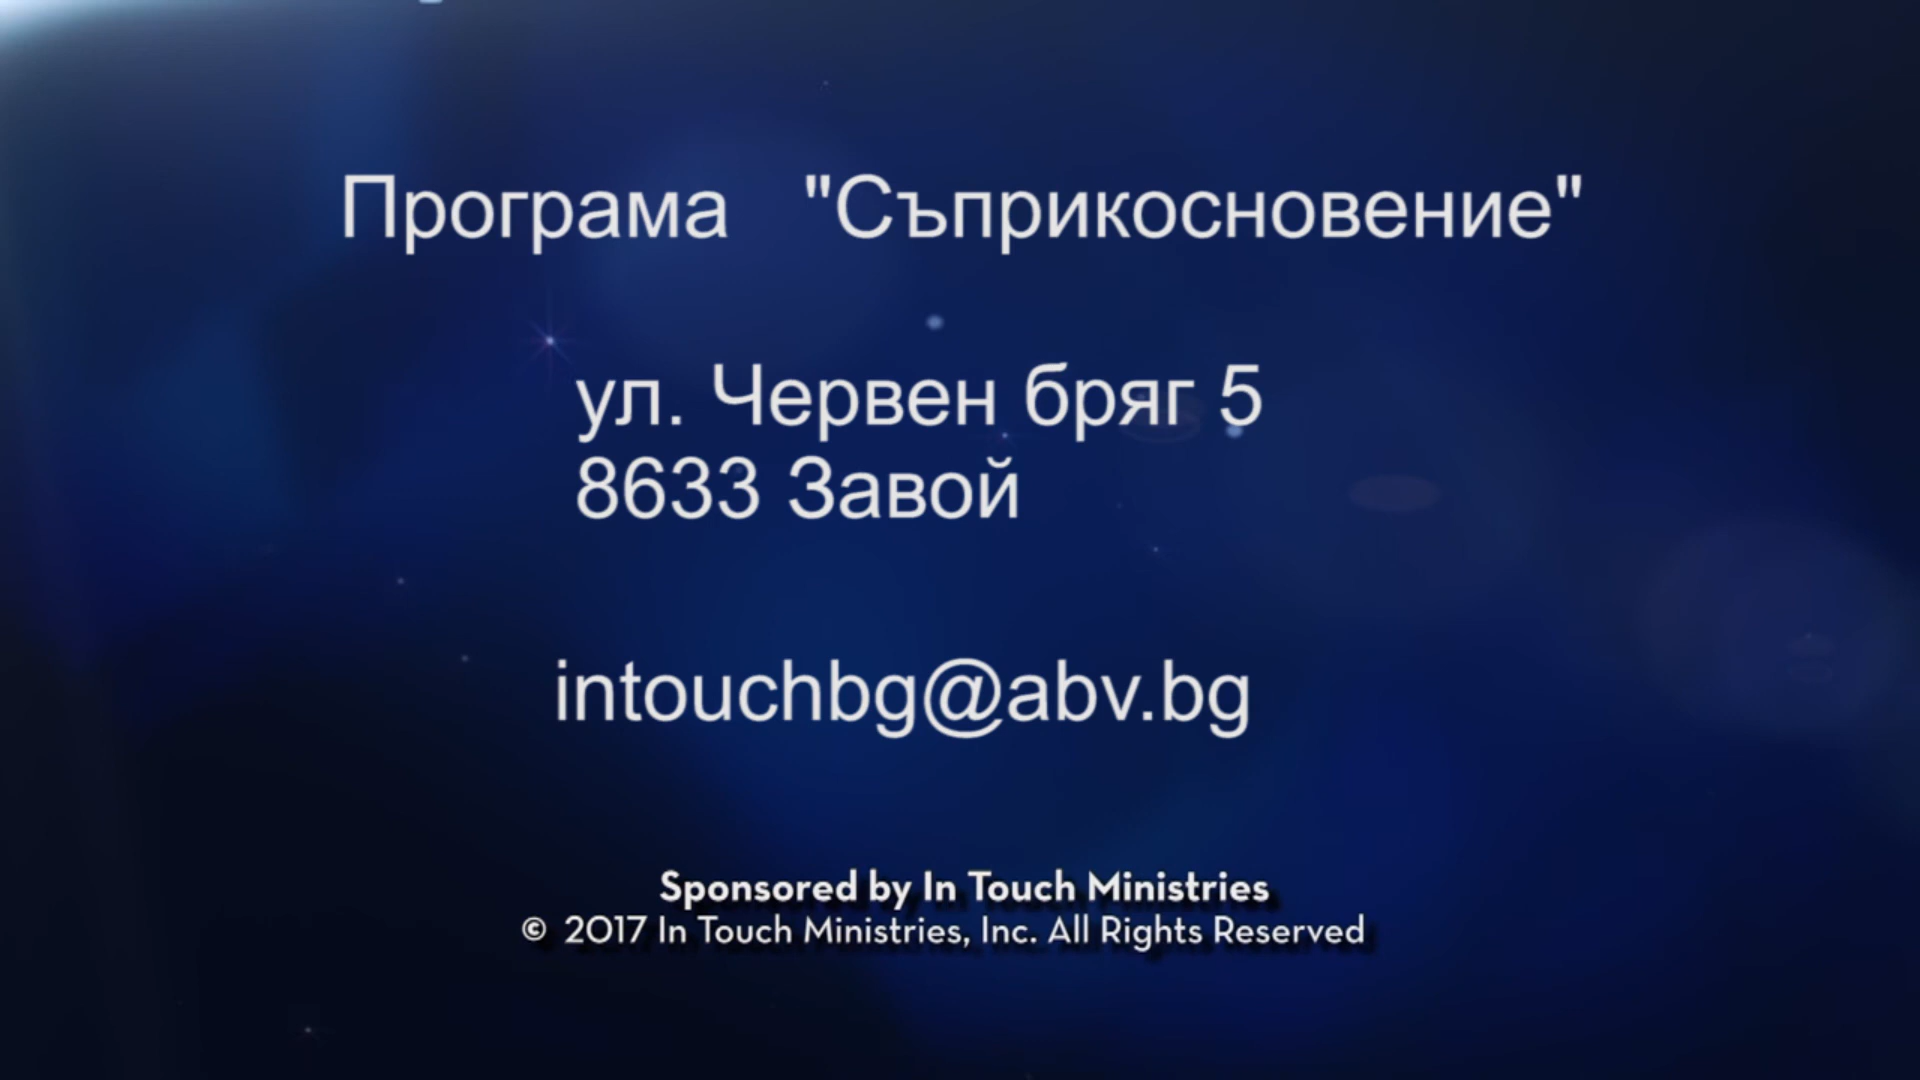 Програма "Съприкосновение"
ул. Червен бряг 5
8633 Завой
intouchbg@abv.bg
Sponsored by In Touch Ministries
© 2017 In Touch Ministries, Inc. All Rights Reserved